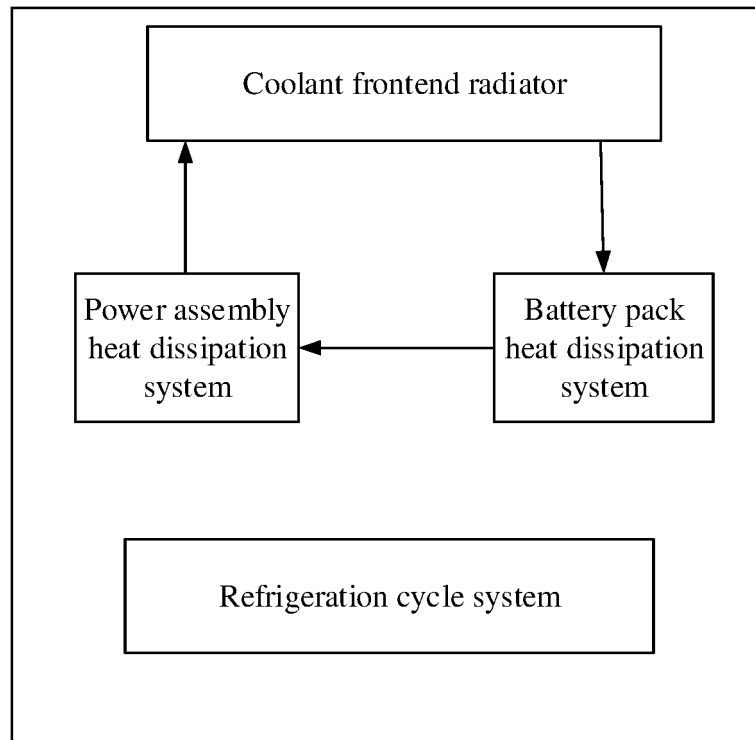 Coolant frontend radiator
Power assembly
heat dissipation
system
Battery pack
heat dissipation
system
Refrigeration cycle system